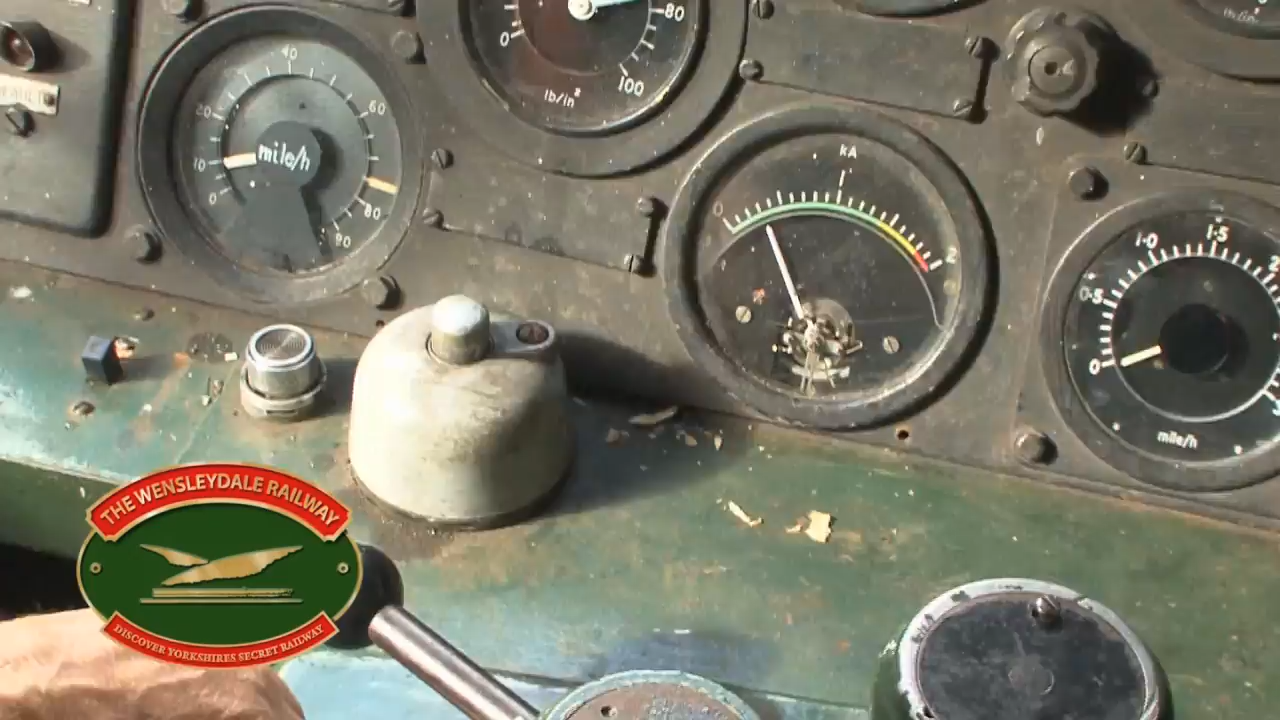 40
60
80
90
20
10
0
mile/h
0
80
100
lb/in²
kA
0
2
0
0·5
1·0
1·5
2
mile/h
THE WENSLEYDALE RAILWAY
DISCOVER YORKSHIRES SECRET RAILWAY